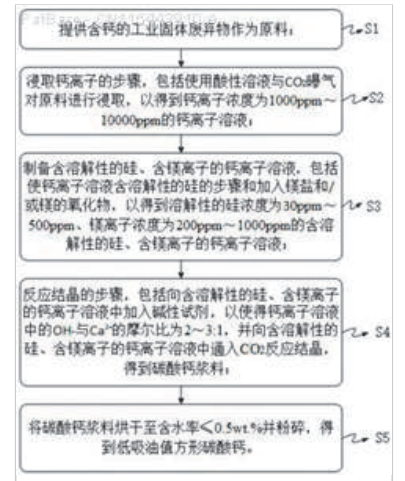 提供含钙的工业固体废弃物作为原料；
S1
浸取钙离子的步骤，包括使用酸性溶液与CO₂曝气
对原料进行浸取，以得到钙离子浓度为1000ppm～
10000ppm的钙离子溶液；
S2
制备含溶解性的硅、含镁离子的钙离子溶液，包括
使钙离子溶液含溶解性的硅的步骤和加入镁盐和/
或镁的氧化物，以得到溶解性的硅浓度为30ppm～
500ppm、镁离子浓度为200ppm～1000ppm的含溶
解性的硅、含镁离子的钙离子溶液；
S3
反应结晶的步骤，包括向含溶解性的硅、含镁离子
的钙离子溶液中加入碱性试剂，以使得钙离子溶液
中的OH⁻与Ca²⁺的摩尔比为2～3:1，并向含溶解性的
硅、含镁离子的钙离子溶液中通入CO₂反应结晶，
得到碳酸钙浆料；
S4
将碳酸钙浆料烘干至含水率≤0.5wt.%并粉碎，得
到低吸油值方形碳酸钙。
S5